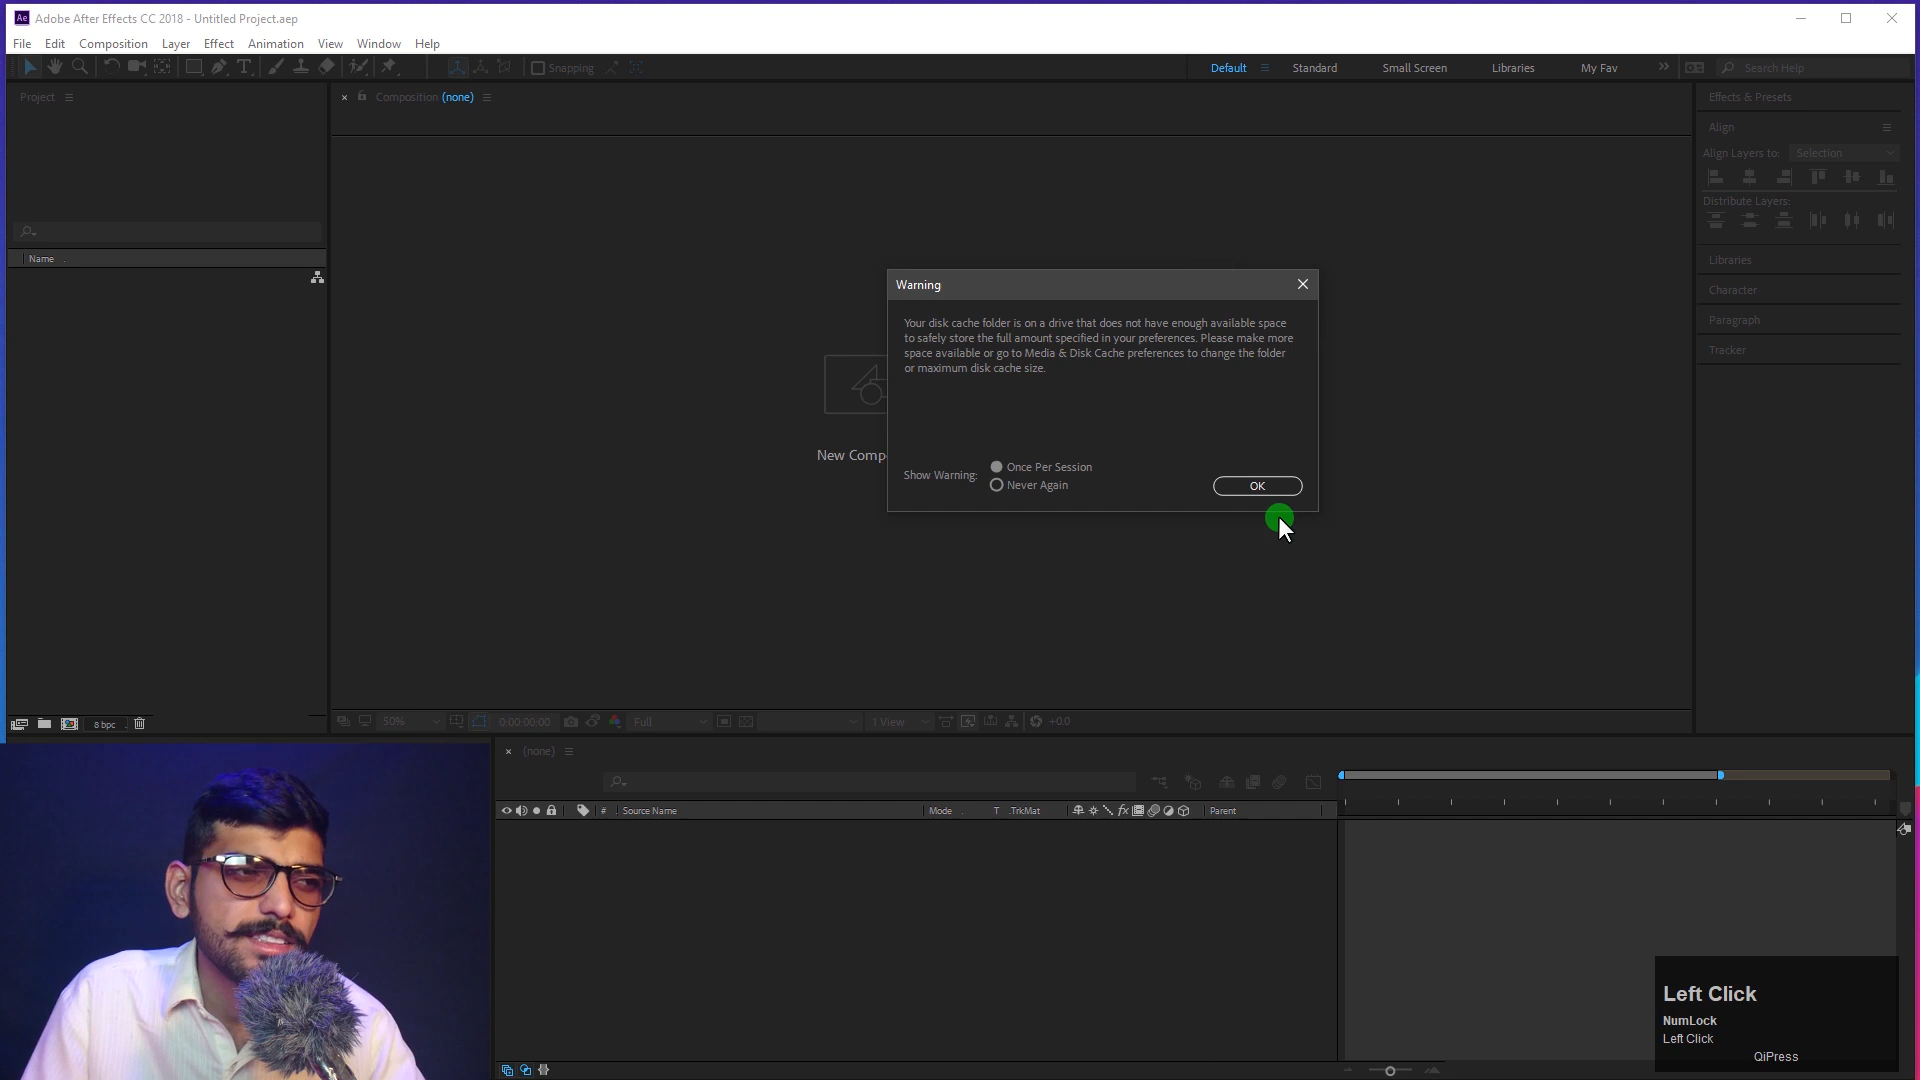 Ae Adobe After Effects CC 2018 - Untitled Project.aep
File Edit Composition Layer Effect Animation View Window Help
Snapping
Default Standard Small Screen Libraries My Fav Search Help
Project
Composition (none)
Effects & Presets
Align
Align Layers to: Selection
Distribute Layers:
Name
Libraries
Character
Paragraph
Tracker
Warning
Your disk cache folder is on a drive that does not have enough available space
to safely store the full amount specified in your preferences. Please make more
space available or go to Media & Disk Cache preferences to change the folder
or maximum disk cache size.
New Comp
Show Warning:
Once Per Session
Never Again
OK
8 bpc
50% 0:00:00:00 Full 1 View +0.0
(none)
# Source Name Mode T .TrkMat fx Parent
Left Click
NumLock
Left Click
QiPress